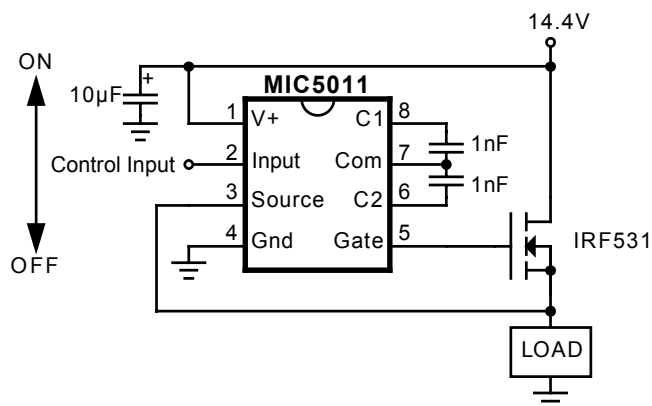 14.4V
ON
+
10µF
MIC5011
1
V+
C1
8
1nF
Control Input
2
Input
Com
7
1nF
3
Source
C2
6
4
Gnd
Gate
5
IRF531
OFF
LOAD